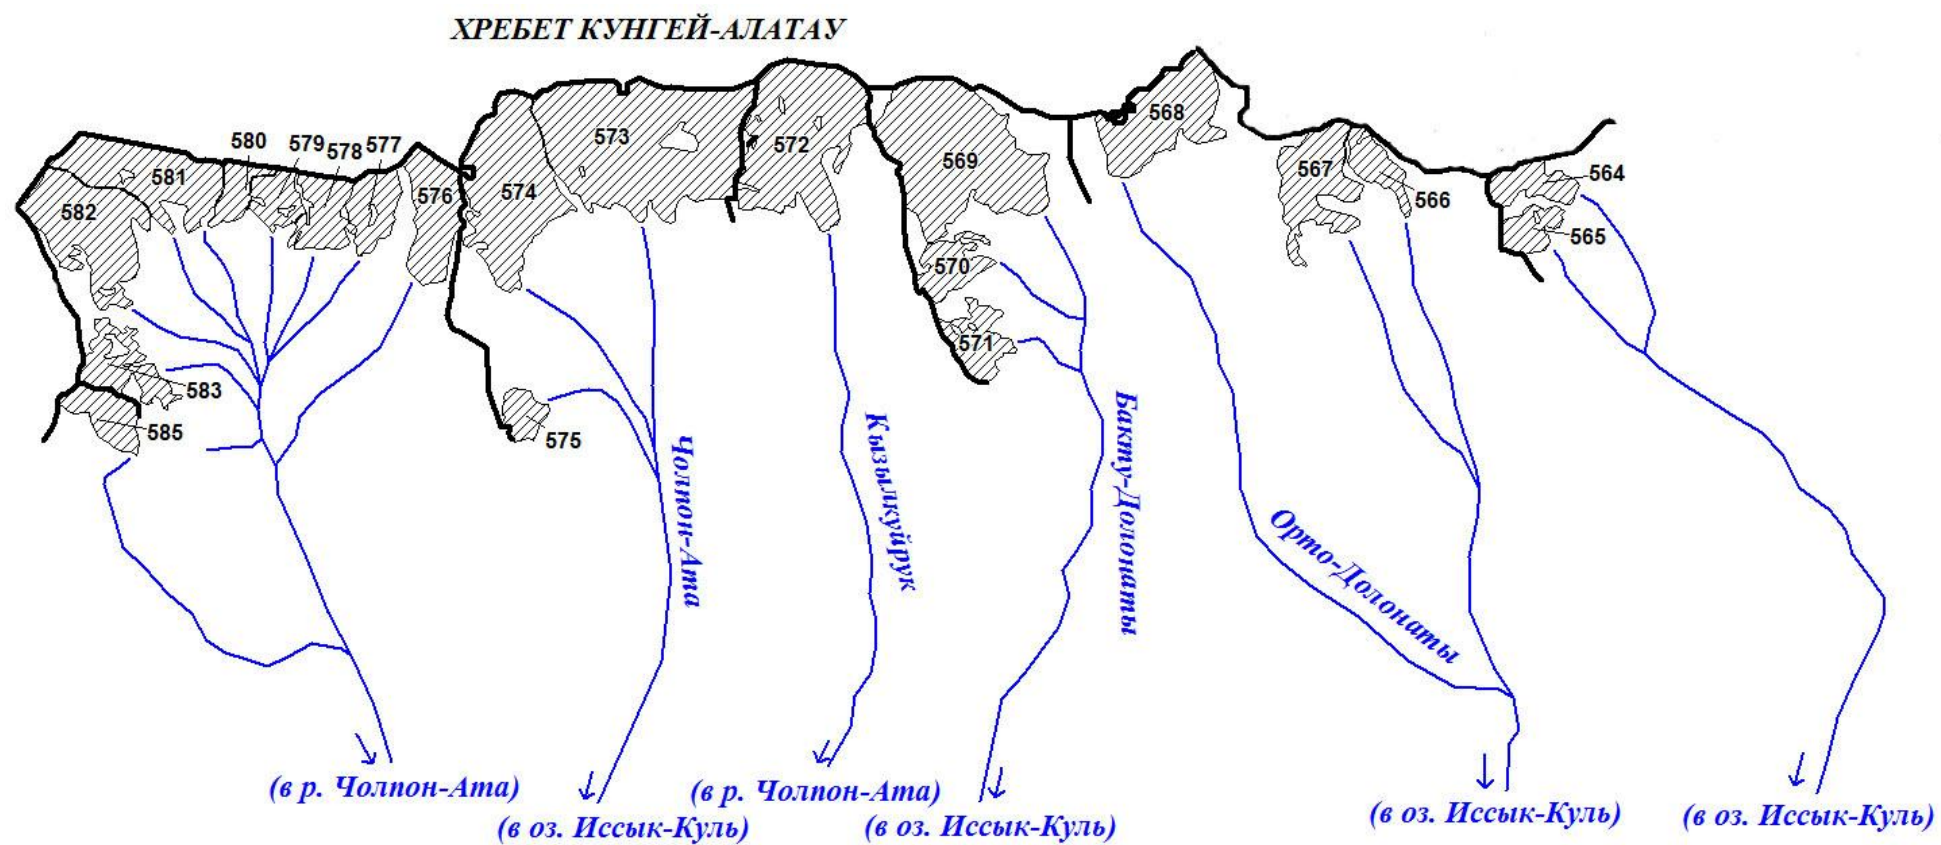 ХРЕБЕТ КУНГЕЙ-АЛАТАУ
568
580
579
578
577
573
572
569
581
576
574
567
564
582
566
565
570
571
583
585
575
Чолпон-Ата
Кызылкуйрук
Бакту-Долонаты
Орто-Долонаты
(в р. Чолпон-Ата)
(в оз. Иссык-Куль)
(в р. Чолпон-Ата)
(в оз. Иссык-Куль)
(в оз. Иссык-Куль)
(в оз. Иссык-Куль)